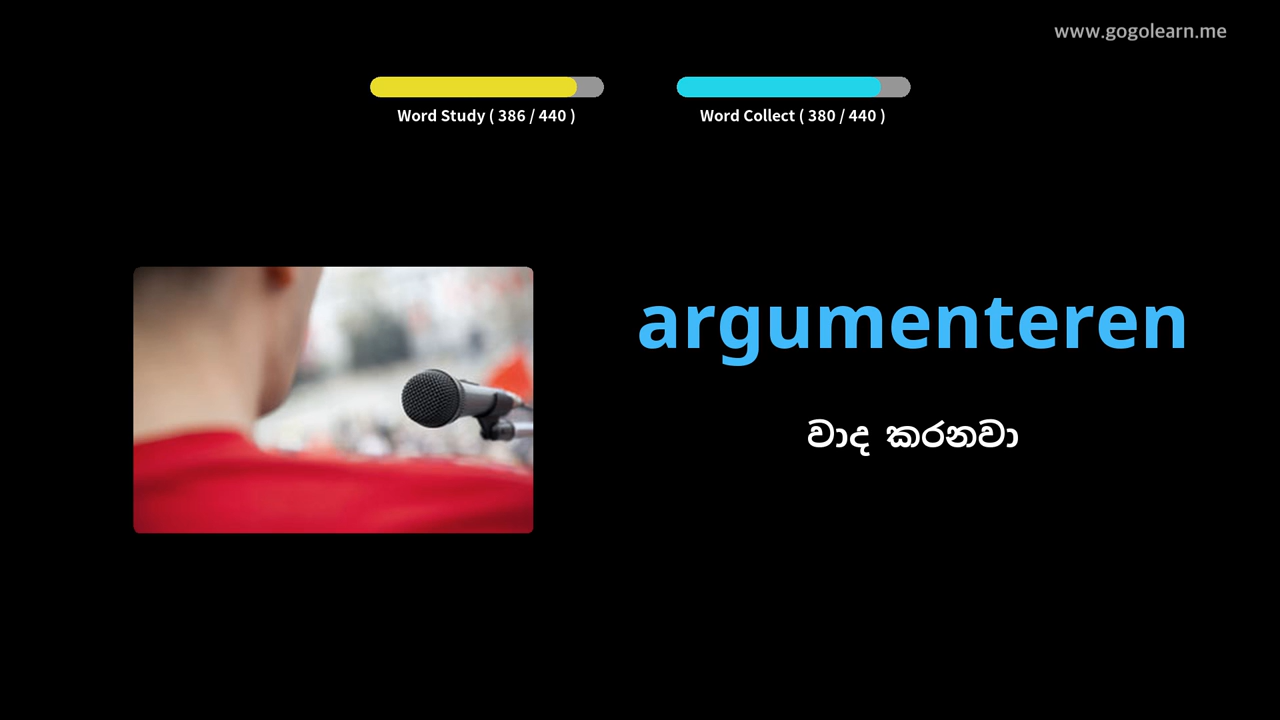 www.gogolearn.me
Word Study ( 386 / 440 )
Word Collect ( 380 / 440 )
argumenteren
වාද කරනවා